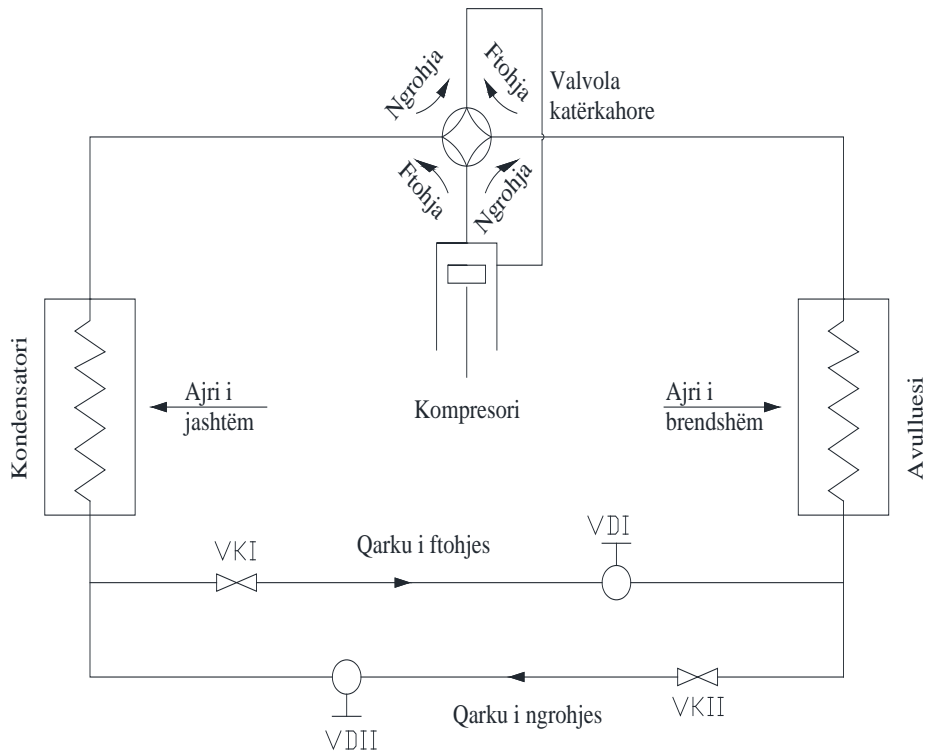 Ngrohja
Ftohja
Valvola
katërkahore
Ftohja
Ngrohja
Kondensatori
Ajri i
jashtëm
Kompresori
Ajri i
brendshëm
Avulluesi
VKI
Qarku i ftohjes
VDI
VDII
Qarku i ngrohjes
VKII